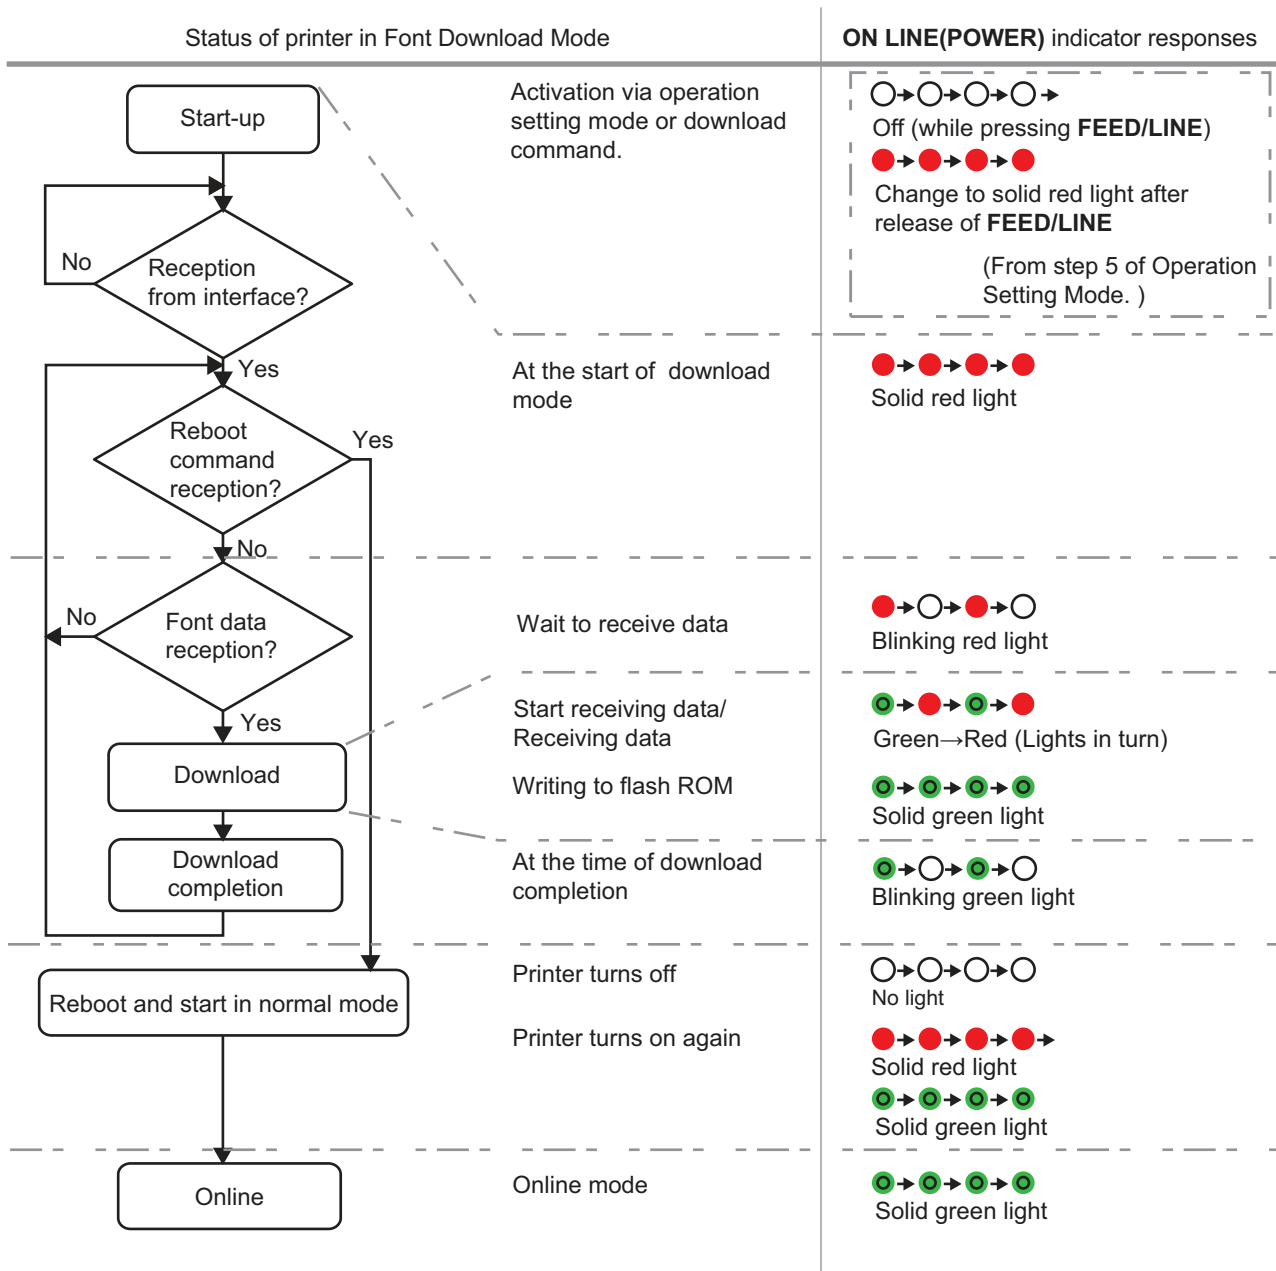 Status of printer in Font Download Mode
ON LINE(POWER) indicator responses
Start-up
Activation via operation
setting mode or download
command.
Off (while pressing FEED/LINE)
Change to solid red light after
release of FEED/LINE
(From step 5 of Operation
Setting Mode. )
No
Reception
from interface?
Yes
At the start of download
mode
Solid red light
Reboot
command
reception?
Yes
No
No
Font data
reception?
Wait to receive data
Blinking red light
Yes
Start receiving data/
Receiving data
Green→Red (Lights in turn)
Download
Writing to flash ROM
Solid green light
Download
completion
At the time of download
completion
Blinking green light
Reboot and start in normal mode
Printer turns off
No light
Printer turns on again
Solid red light
Solid green light
Online
Online mode
Solid green light